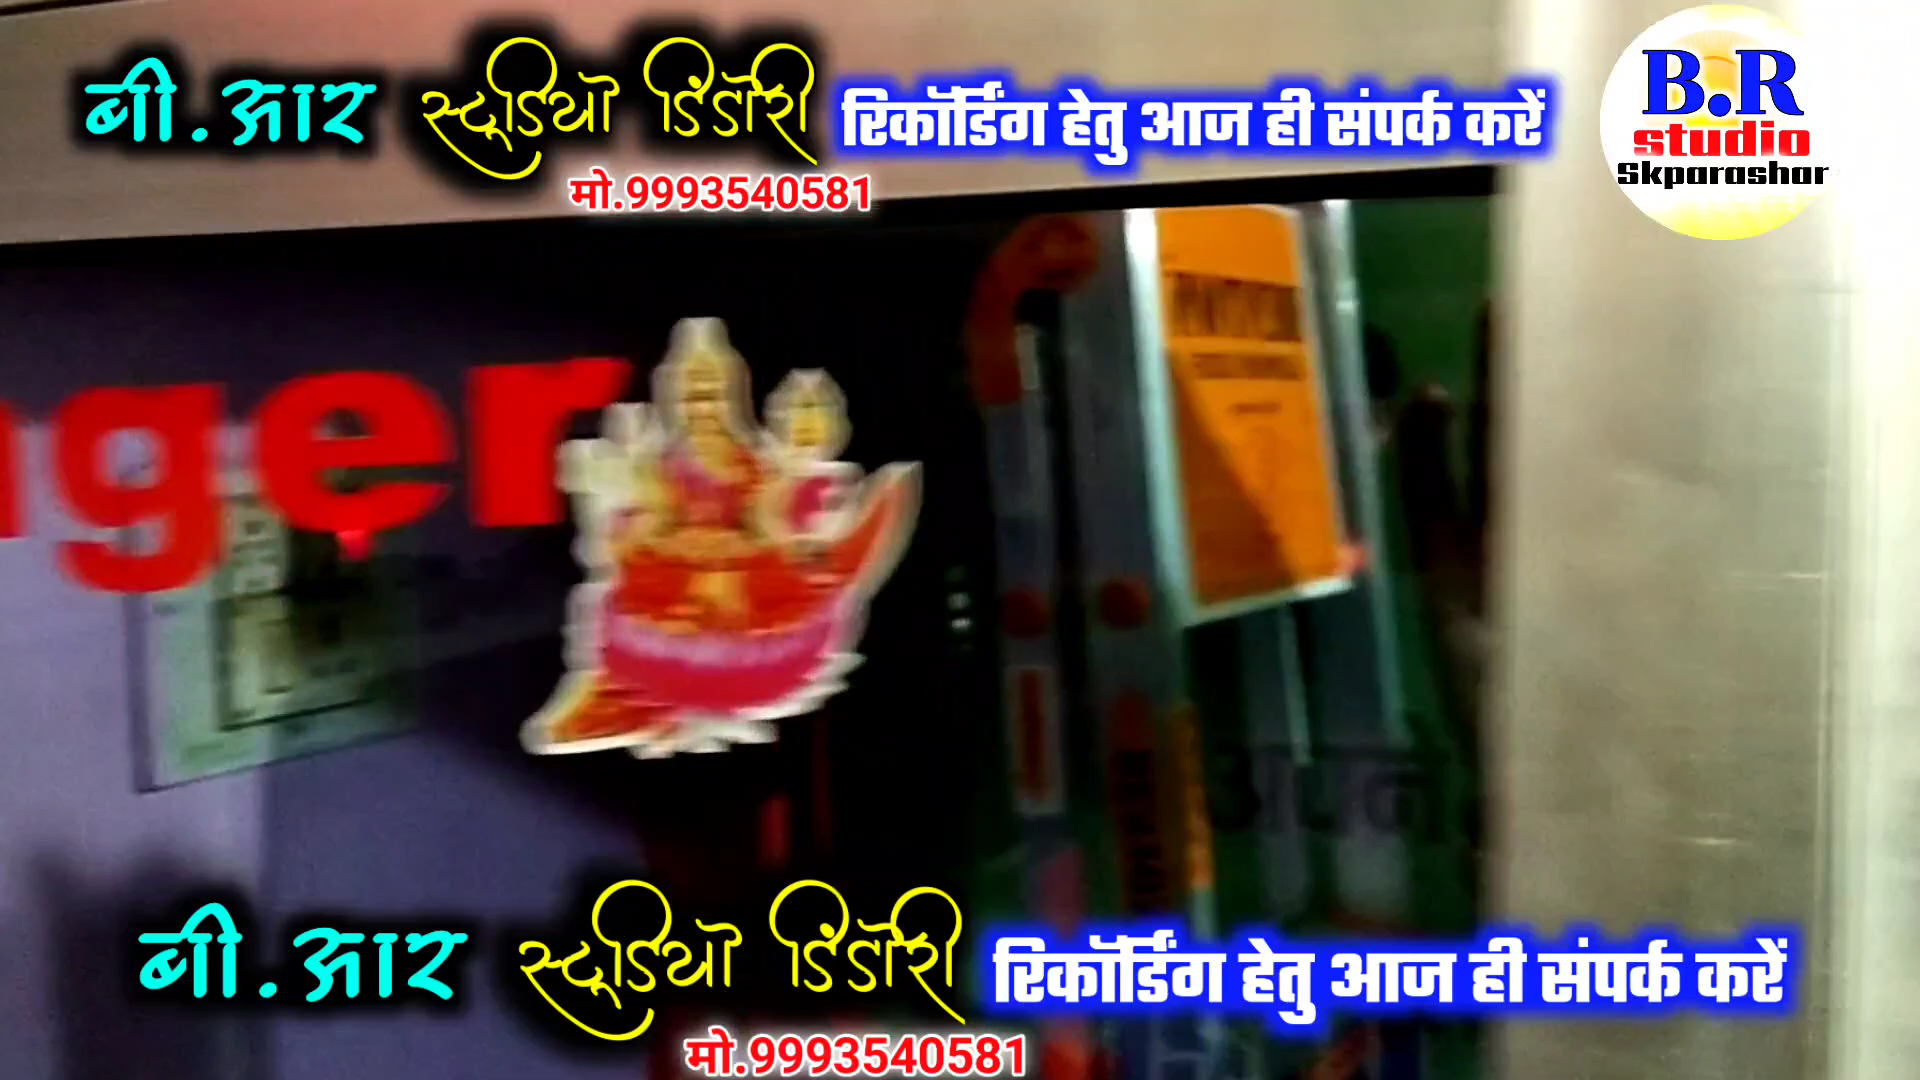 बी.आर स्टूडियो डिंडोरी रिकॉर्डिंग हेतु आज ही संपर्क करें
मो.9993540581
B.R
studio
Skparashar
ger
बी.आर स्टूडियो डिंडोरी रिकॉर्डिंग हेतु आज ही संपर्क करें
मो.9993540581